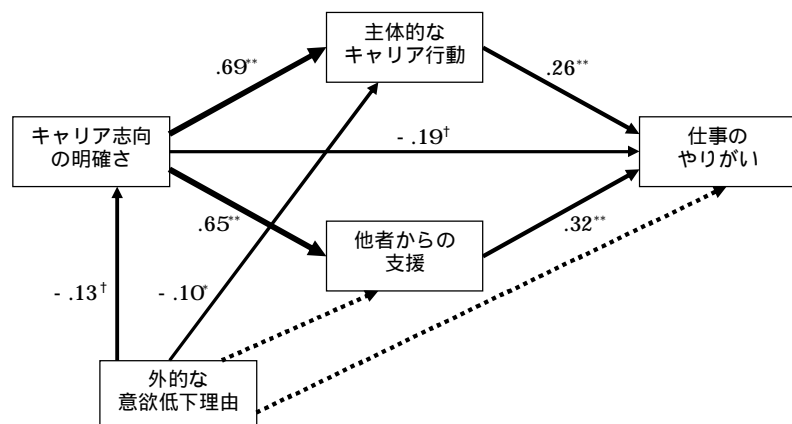 主体的な
キャリア行動
.69**
.26**
キャリア志向
の明確さ
- .19†
仕事の
やりがい
.65**
他者からの
支援
.32**
- .13†
- .10*
外的な
意欲低下理由